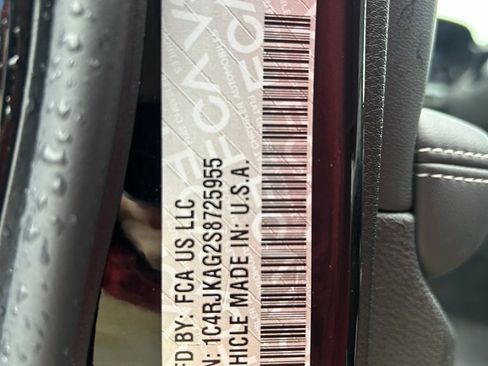 FD BY: FCA US LLC
N: 1C4RJKAG2S8725955
HICLE MADE IN: U.S.A.